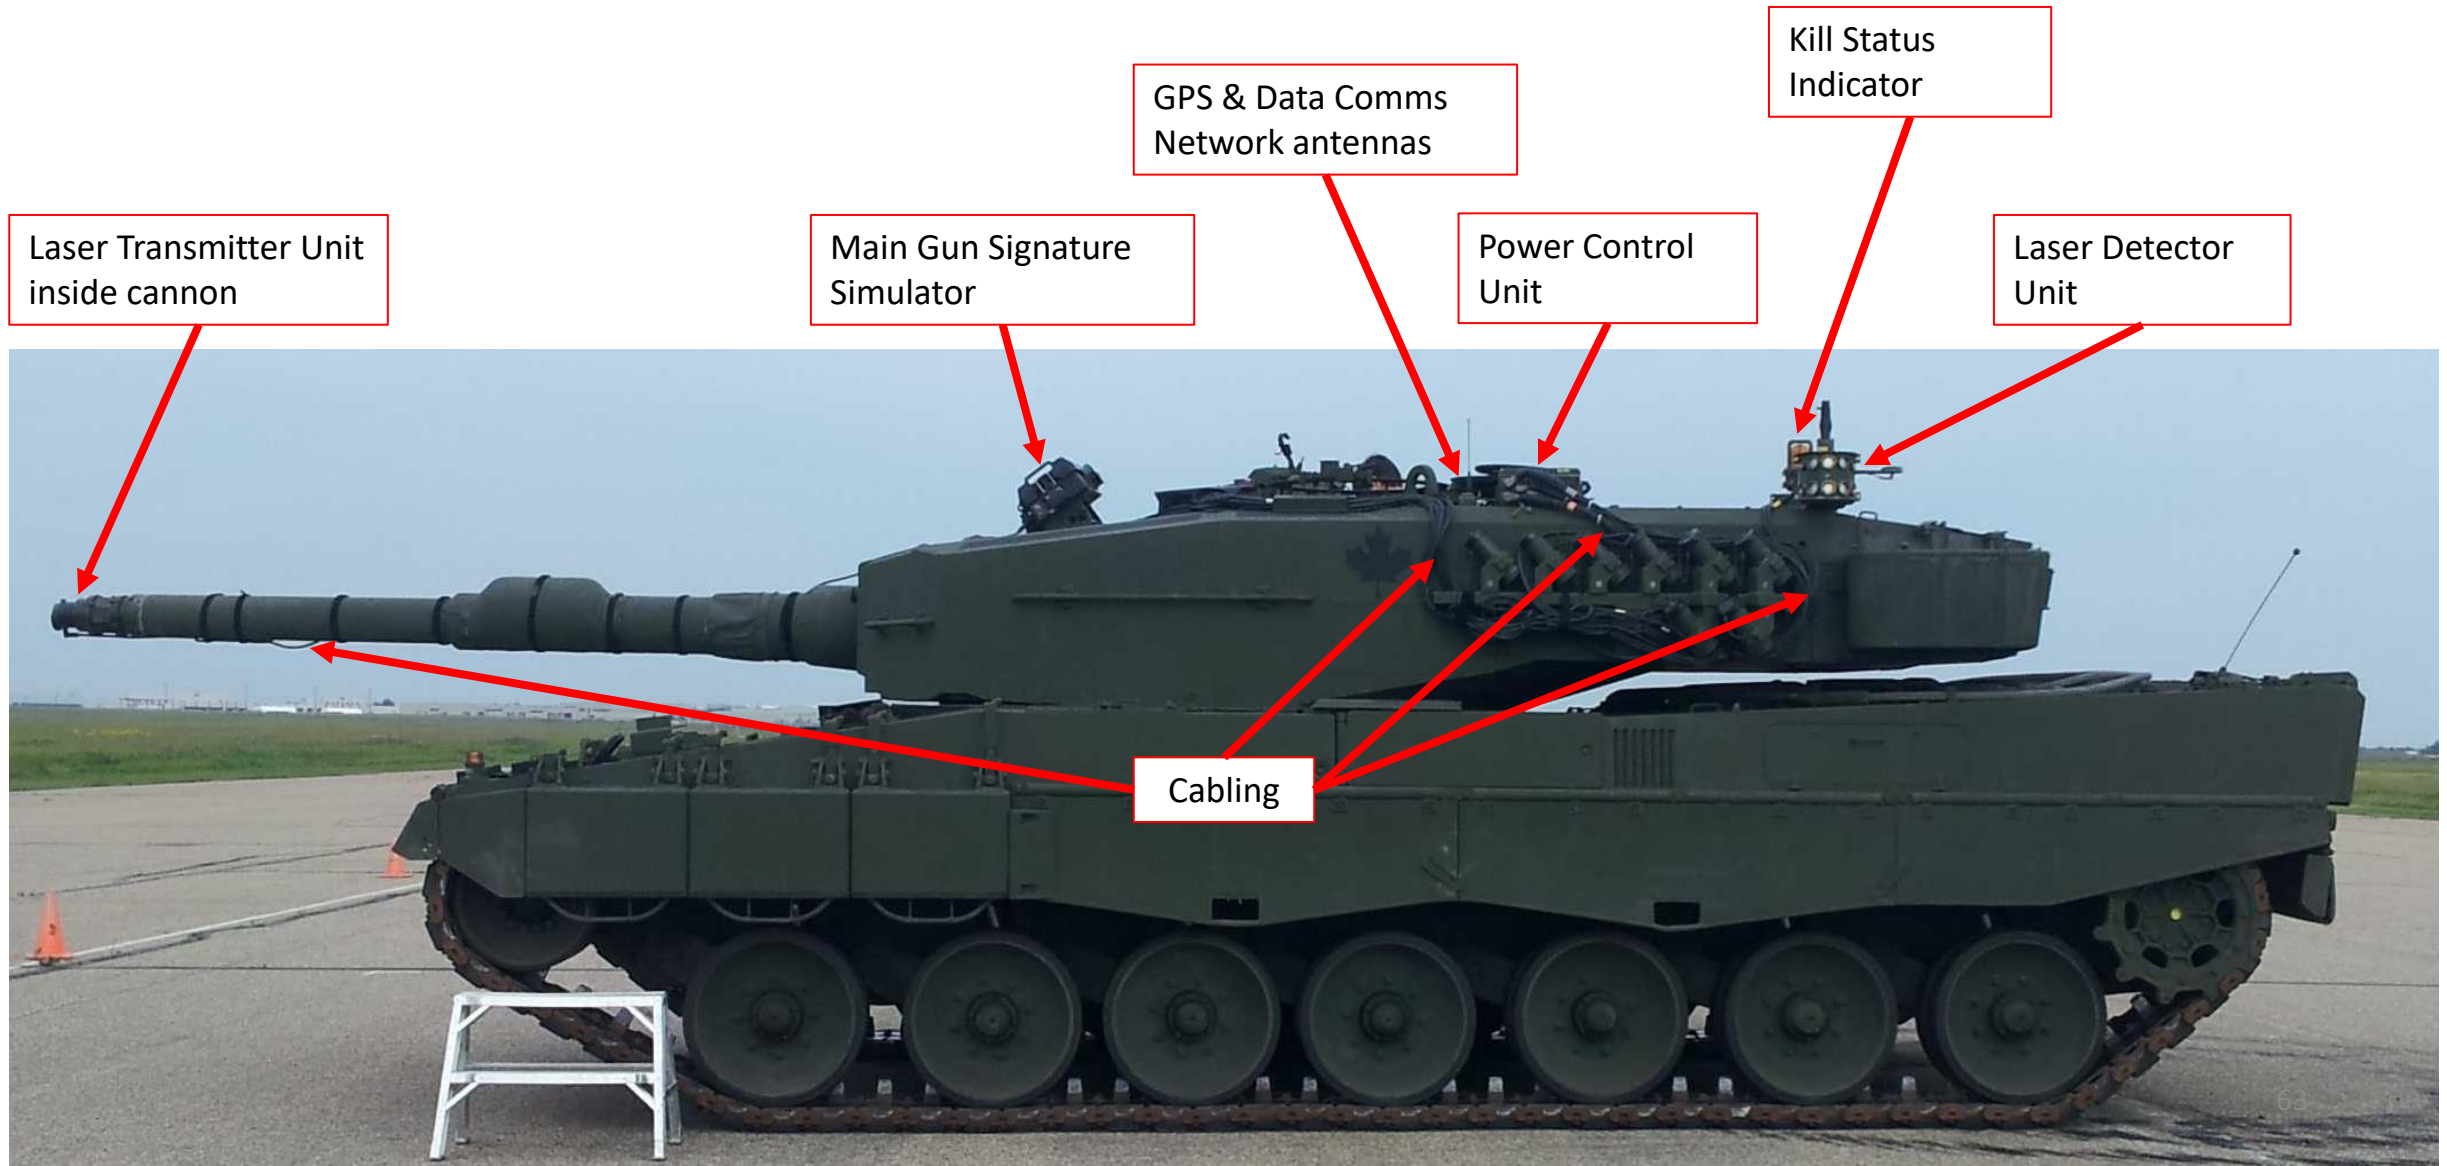 Kill Status
Indicator
GPS & Data Comms
Network antennas
Laser Transmitter Unit
inside cannon
Main Gun Signature
Simulator
Power Control
Unit
Laser Detector
Unit
Cabling
63